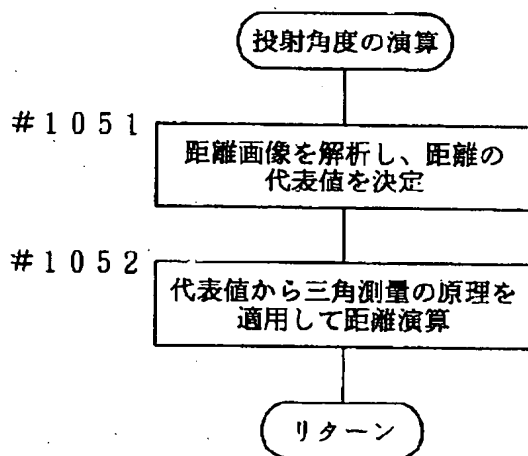 投射角度の演算
#1051
距離画像を解析し、距離の
代表値を決定
#1052
代表値から三角測量の原理を
適用して距離演算
リターン